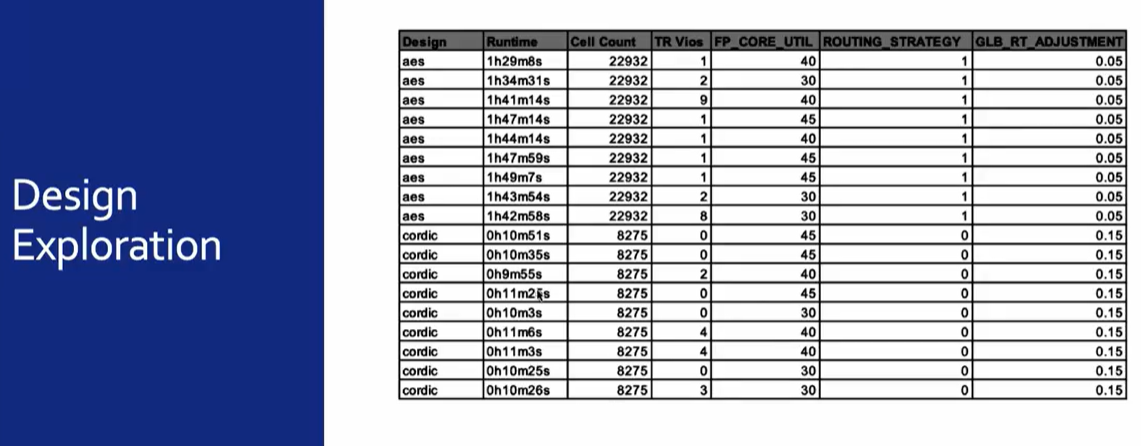 Design
Exploration
Design Runtime Cell Count TR Vios FP_CORE_UTIL ROUTING_STRATEGY GLB_RT_ADJUSTMENT
aes 1h29m8s 22932 1 40 1 0.05
aes 1h34m31s 22932 2 30 1 0.05
aes 1h41m14s 22932 9 40 1 0.05
aes 1h47m14s 22932 1 45 1 0.05
aes 1h44m14s 22932 1 40 1 0.05
aes 1h47m59s 22932 1 45 1 0.05
aes 1h49m7s 22932 1 45 1 0.05
aes 1h43m54s 22932 2 30 1 0.05
aes 1h42m58s 22932 8 30 1 0.05
cordic 0h10m51s 8275 0 45 0 0.15
cordic 0h10m35s 8275 0 45 0 0.15
cordic 0h9m55s 8275 2 40 0 0.15
cordic 8275 0 45 0 0.15
cordic 0h10m3s 8275 0 30 0 0.15
cordic 0h11m6s 8275 4 40 0 0.15
cordic 0h11m3s 8275 4 40 0 0.15
cordic 0h10m25s 8275 0 30 0 0.15
cordic 0h10m26s 8275 3 30 0 0.15